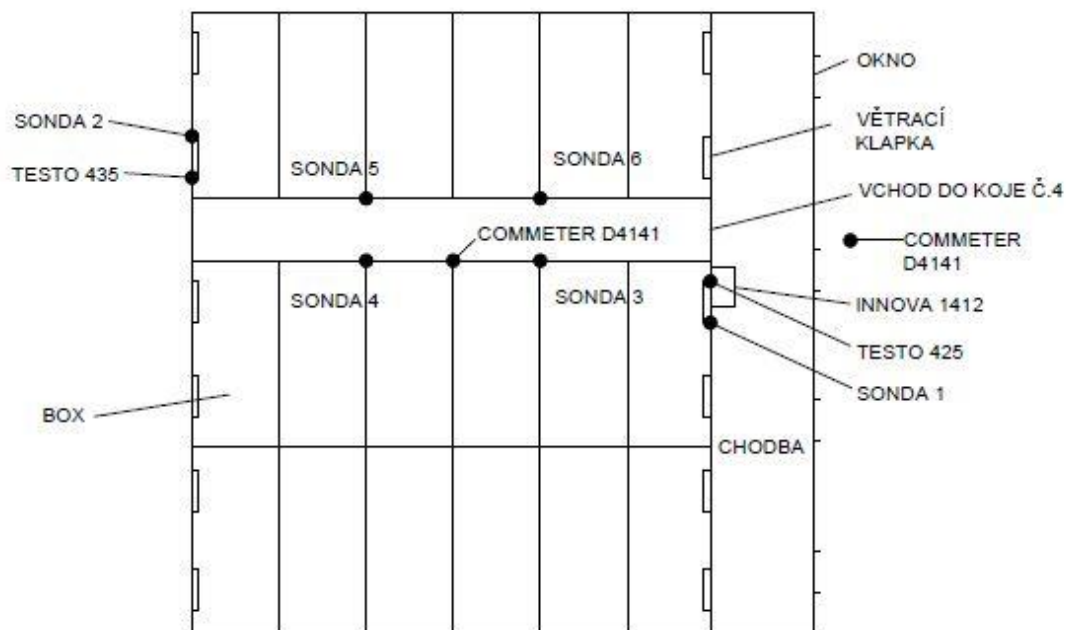 OKNO
SONDA 2
VĚTRACÍ
KLAPKA
TESTO 435
SONDA 5
SONDA 6
VCHOD DO KOJE Č.4
COMMETER D4141
COMMETER
D4141
SONDA 4
SONDA 3
INNOVA 1412
TESTO 425
SONDA 1
BOX
CHODBA